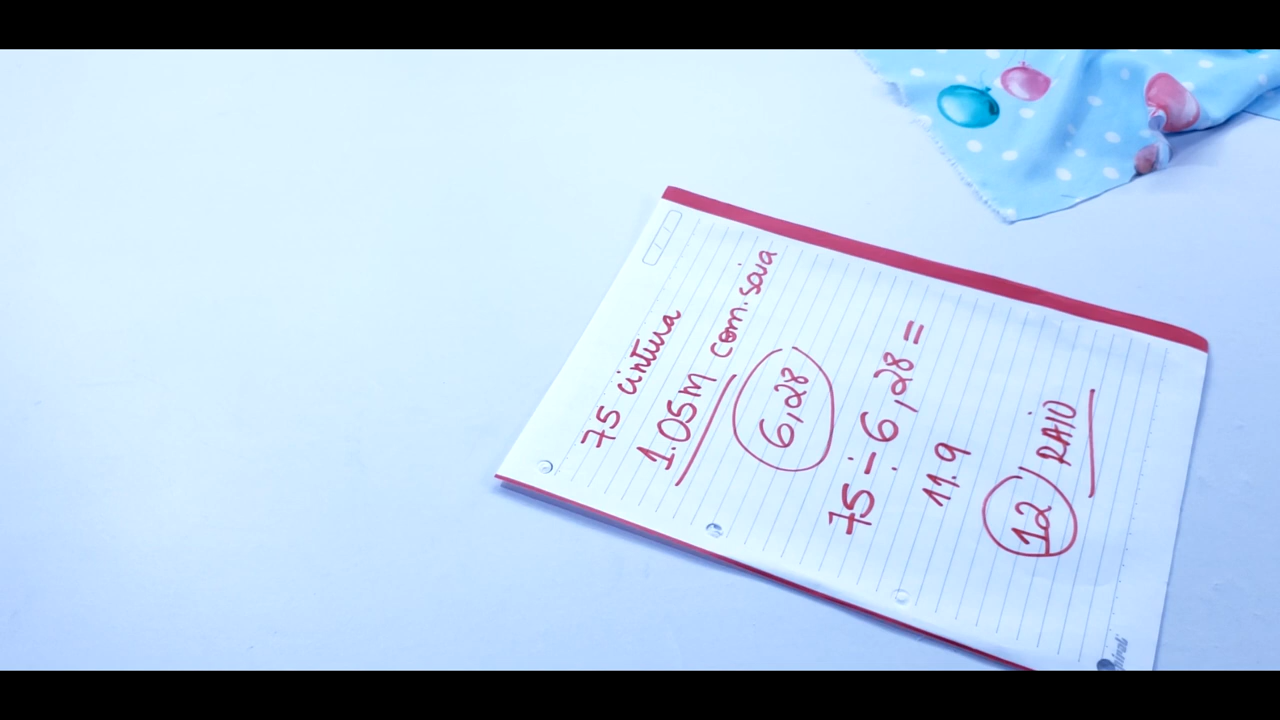 75 cintura
1.05m com. saia
6,28
75 ÷ 6,28 =
11.9
12 RAIO